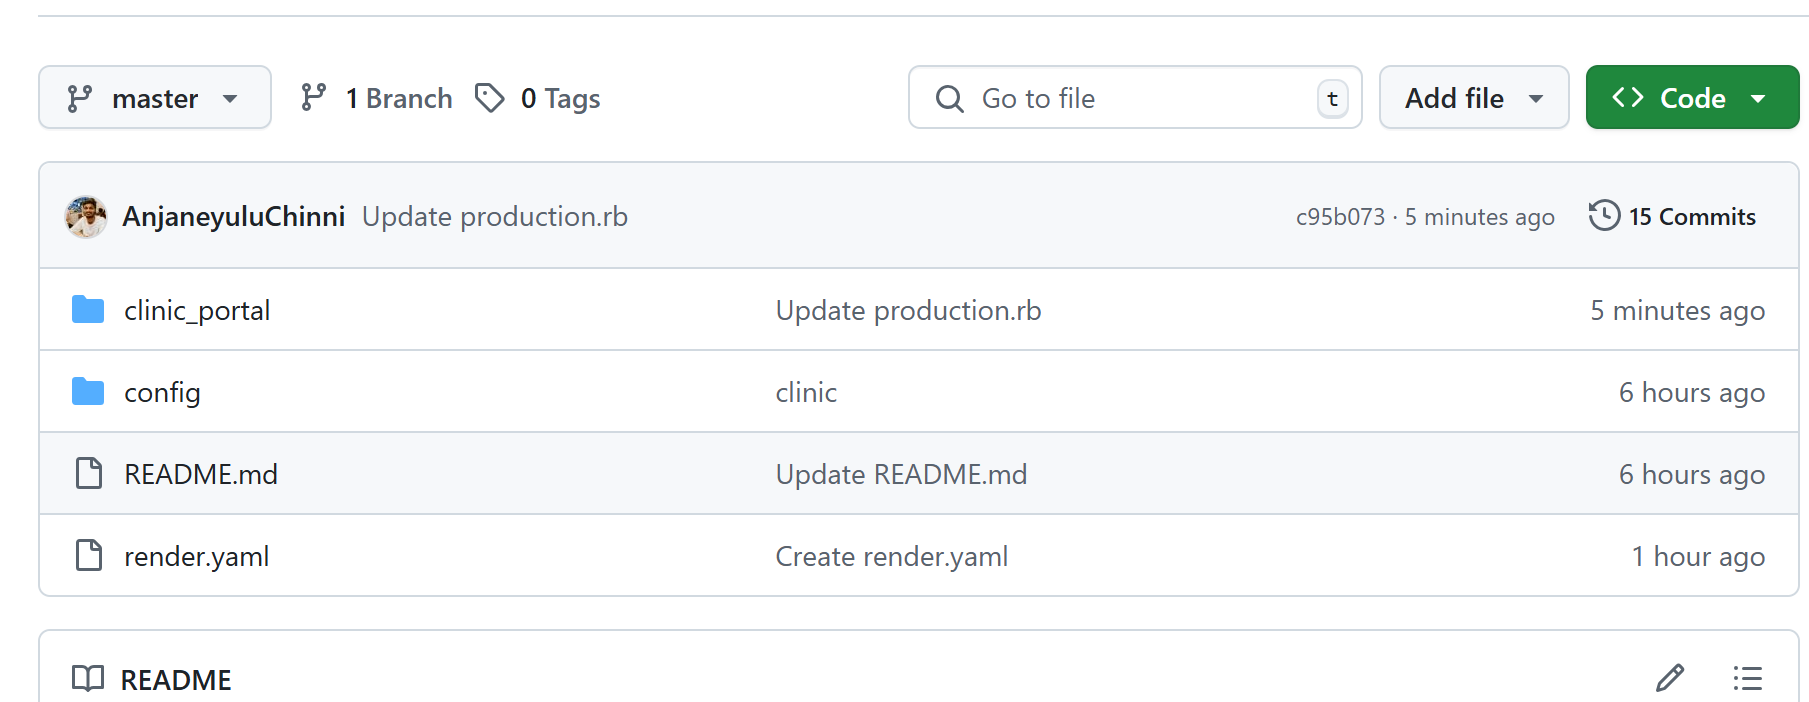 master 1 Branch 0 Tags Go to file t Add file <> Code
AnjaneyuluChinni Update production.rb c95b073 · 5 minutes ago 15 Commits
clinic_portal Update production.rb 5 minutes ago
config clinic 6 hours ago
README.md Update README.md 6 hours ago
render.yaml Create render.yaml 1 hour ago
README